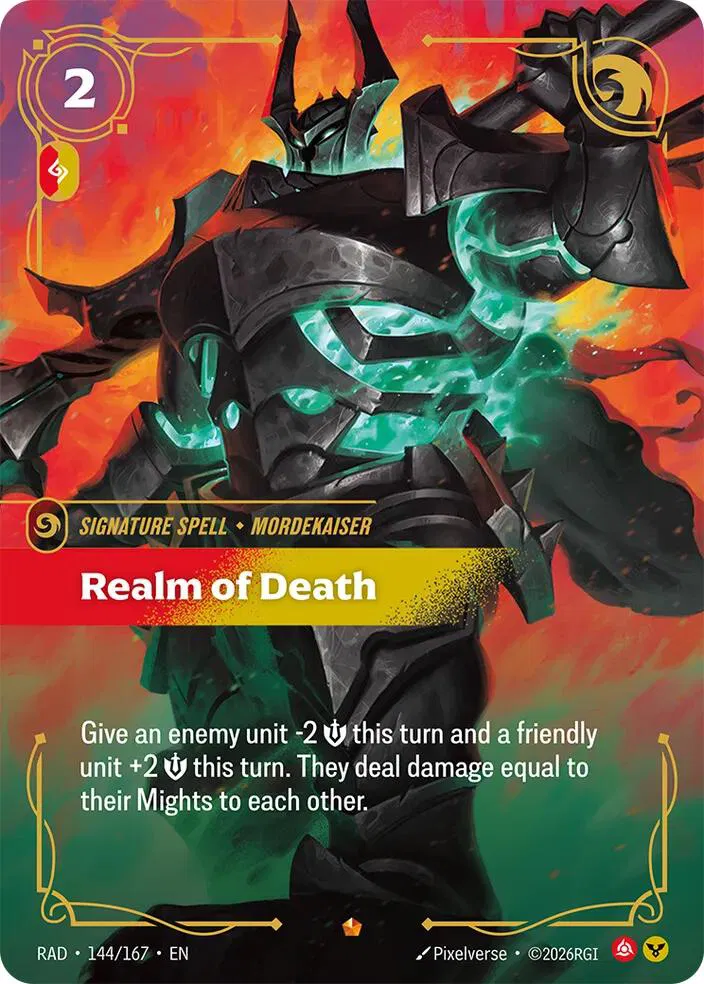 2
SIGNATURE SPELL • MORDEKAISER
Realm of Death
Give an enemy unit -2 this turn and a friendly
unit +2 this turn. They deal damage equal to
their Mights to each other.
RAD • 144/167 • EN
Pixelverse • ©2026RGI